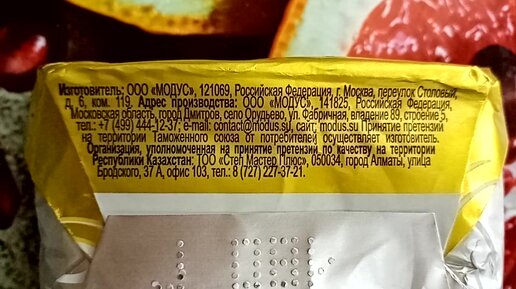 Изготовитель: ООО «МОДУС», 121069, Российская Федерация, г. Москва, переулок Столовый,
д. 6, ком. 119. Адрес производства: ООО «МОДУС», 141825, Российская Федерация,
Московская область, город Дмитров, село Орудьево, ул. Фабричная, владение 89, строение 5,
тел.: +7 (499) 444-12-37; e-mail: contact@modus.su, сайт: modus.su Принятие претензий
на территории Таможенного союза от потребителей осуществляет изготовитель.
Организация, уполномоченная на принятие претензий по качеству на территории
Республики Казахстан: ТОО «Степ Мастер Плюс», 050034, город Алматы, улица
Бродского, 37 А, офис 103, тел.: 8 (727) 227-37-21.